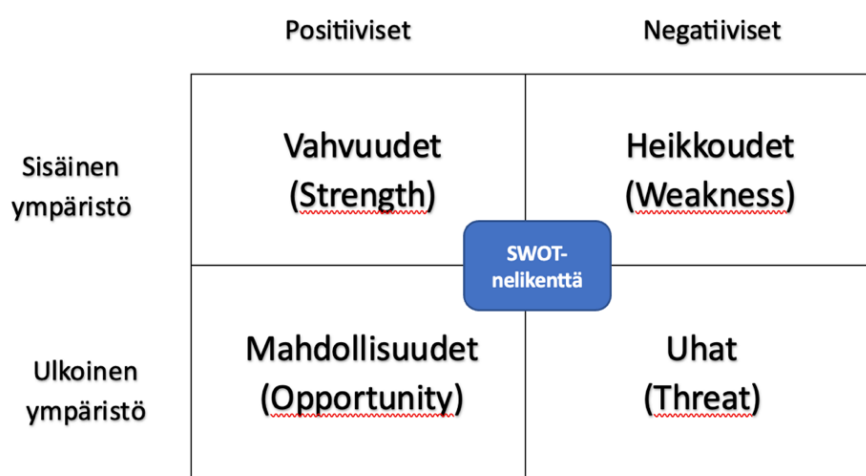 Positiiviset
Negatiiviset
Sisäinen
ympäristö
Vahvuudet
(Strength)
Heikkoudet
(Weakness)
SWOT-
nelikenttä
Ulkoinen
ympäristö
Mahdollisuudet
(Opportunity)
Uhat
(Threat)